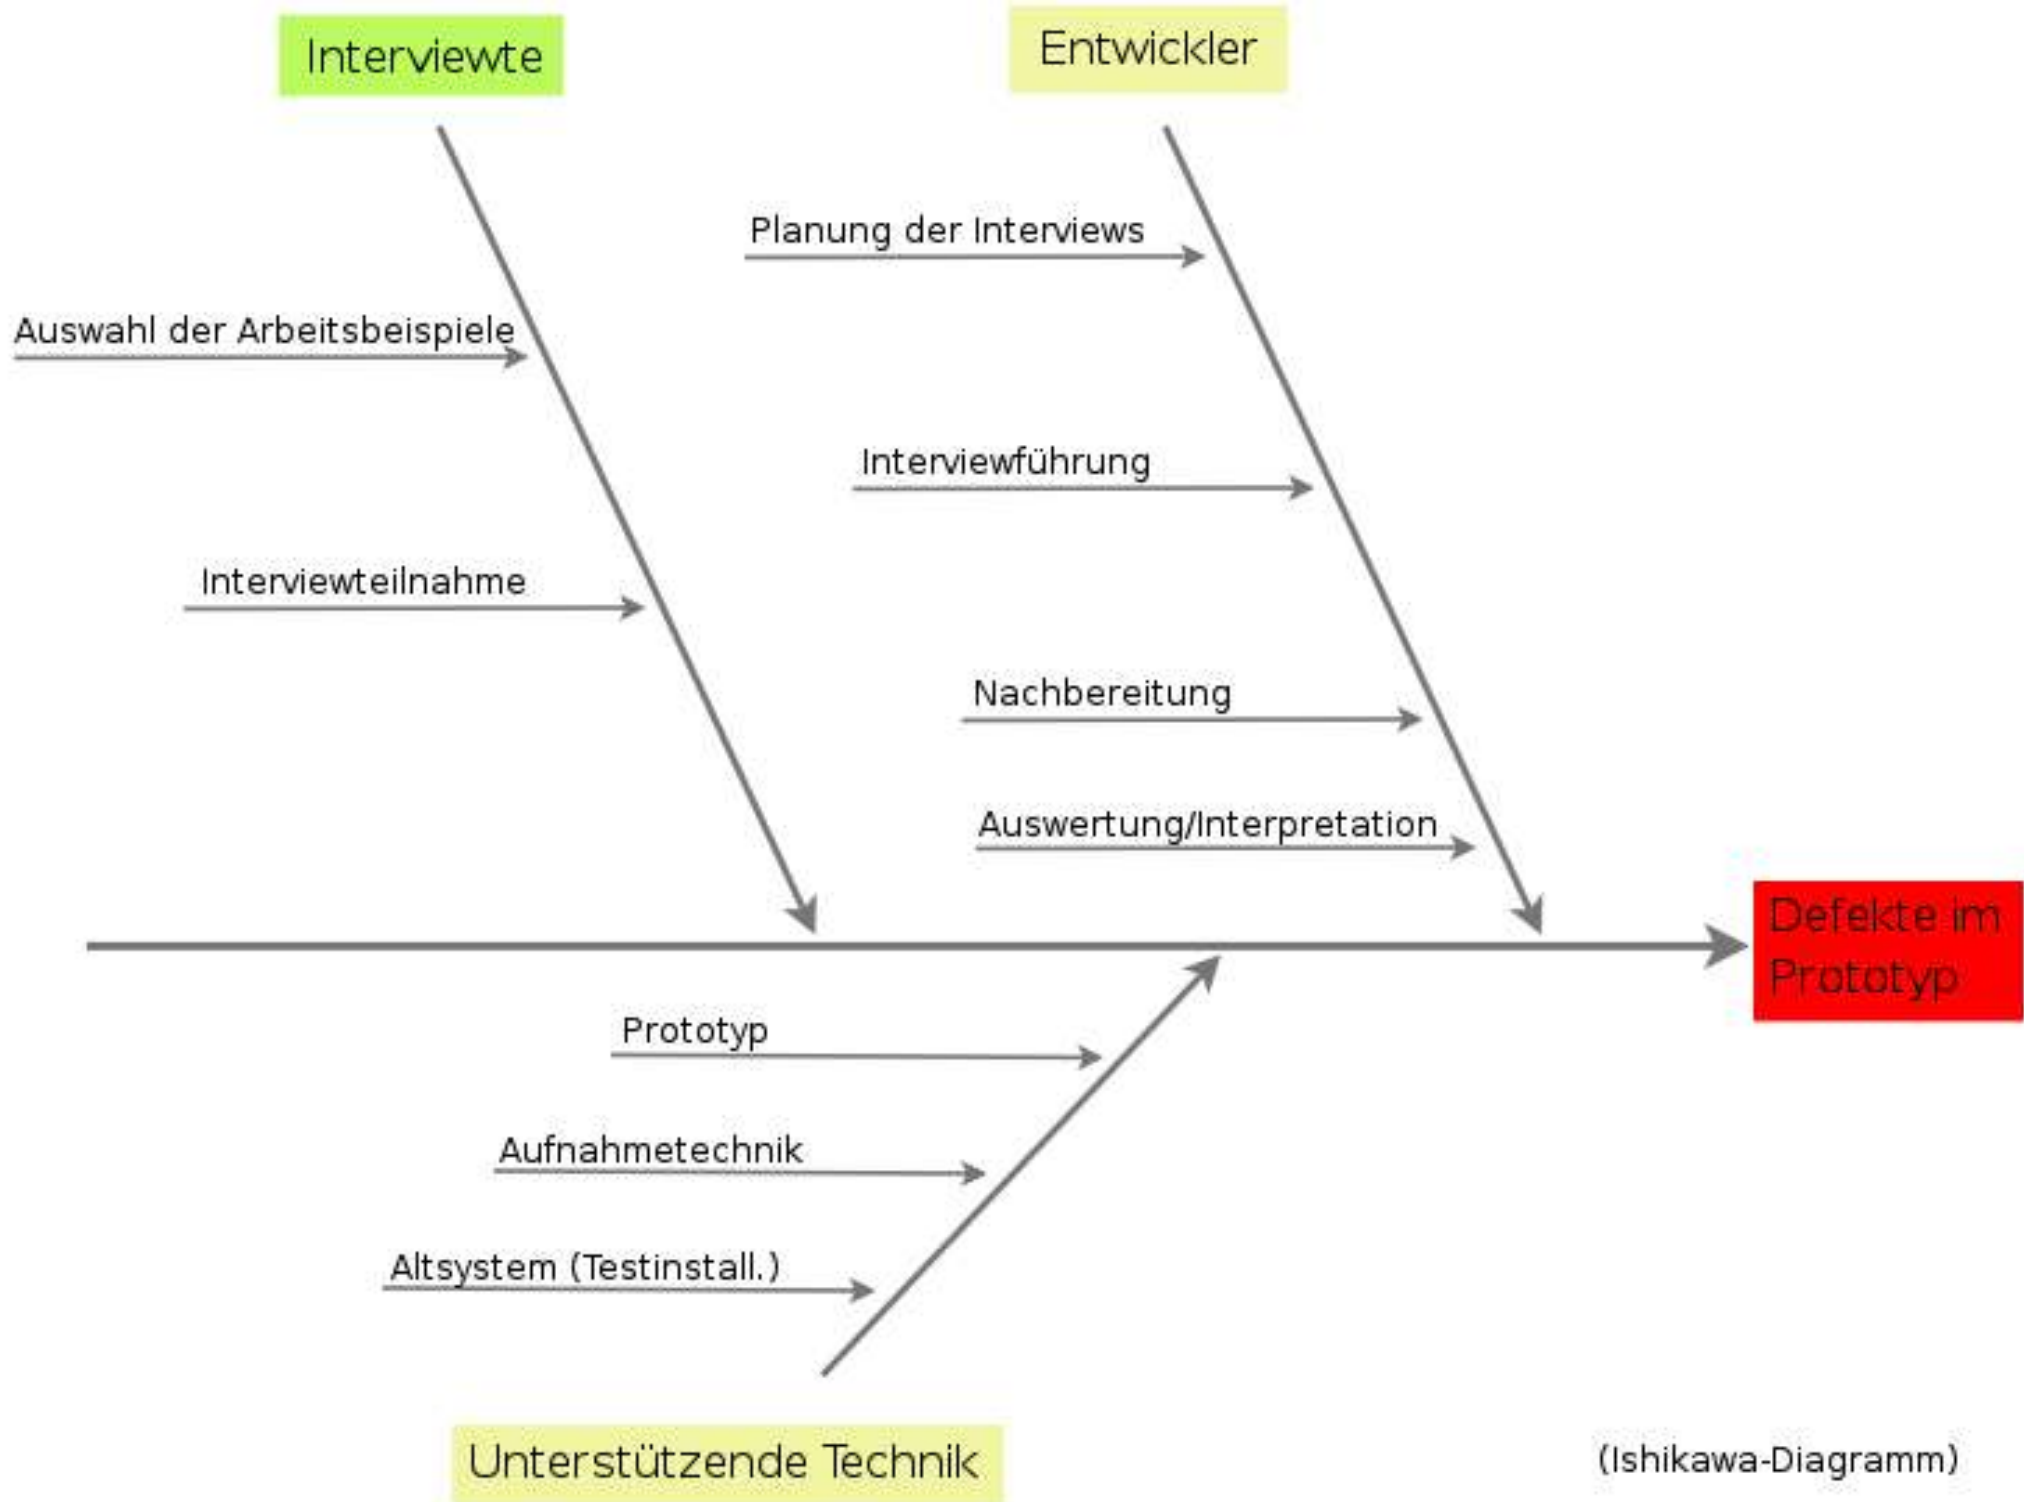 Interviewte
Entwickler
Planung der Interviews
Auswahl der Arbeitsbeispiele
Interviewführung
Interviewteilnahme
Nachbereitung
Auswertung/Interpretation
Defekte im
Prototyp
Prototyp
Aufnahmetechnik
Altsystem (Testinstall.)
Unterstützende Technik
(Ishikawa-Diagramm)